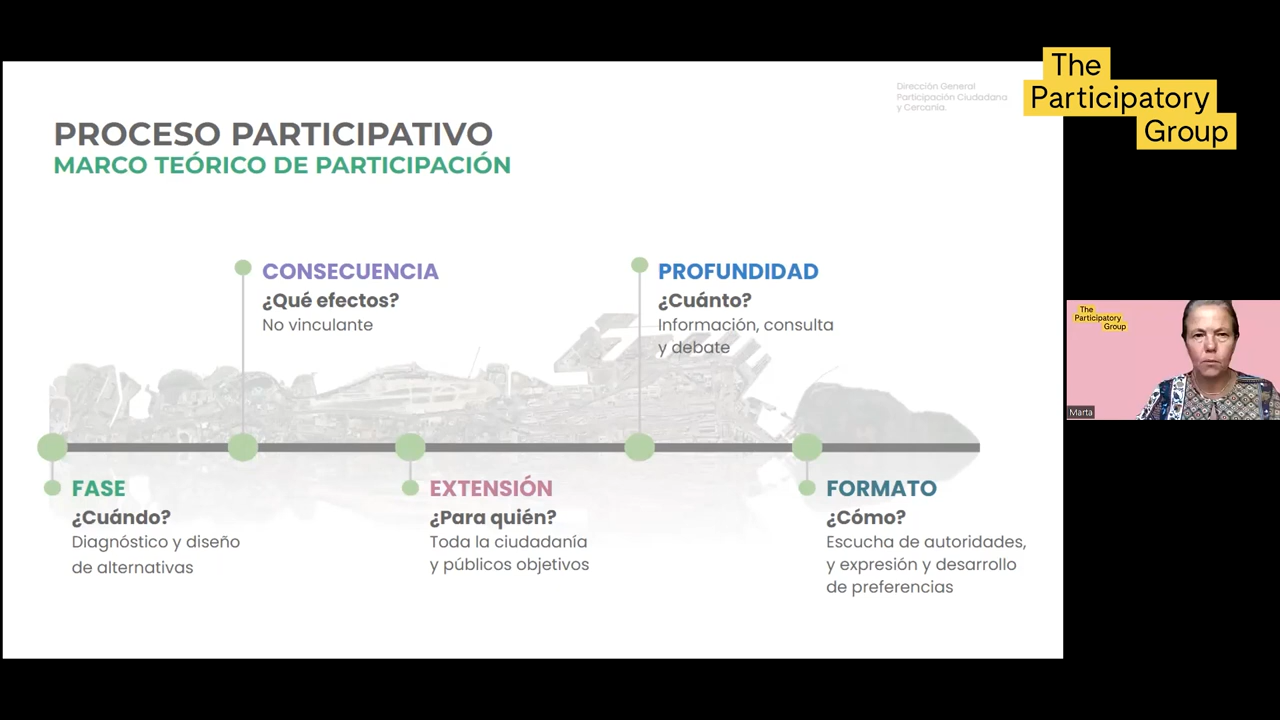 Dirección General
Participación Ciudadana
y Cercanía.
The
Participatory
Group
PROCESO PARTICIPATIVO
MARCO TEÓRICO DE PARTICIPACIÓN
CONSECUENCIA
¿Qué efectos?
No vinculante
PROFUNDIDAD
¿Cuánto?
Información, consulta
y debate
FASE
¿Cuándo?
Diagnóstico y diseño
de alternativas
EXTENSIÓN
¿Para quién?
Toda la ciudadanía
y públicos objetivos
FORMATO
¿Cómo?
Escucha de autoridades,
y expresión y desarrollo
de preferencias
The
Participatory
Group
Marta